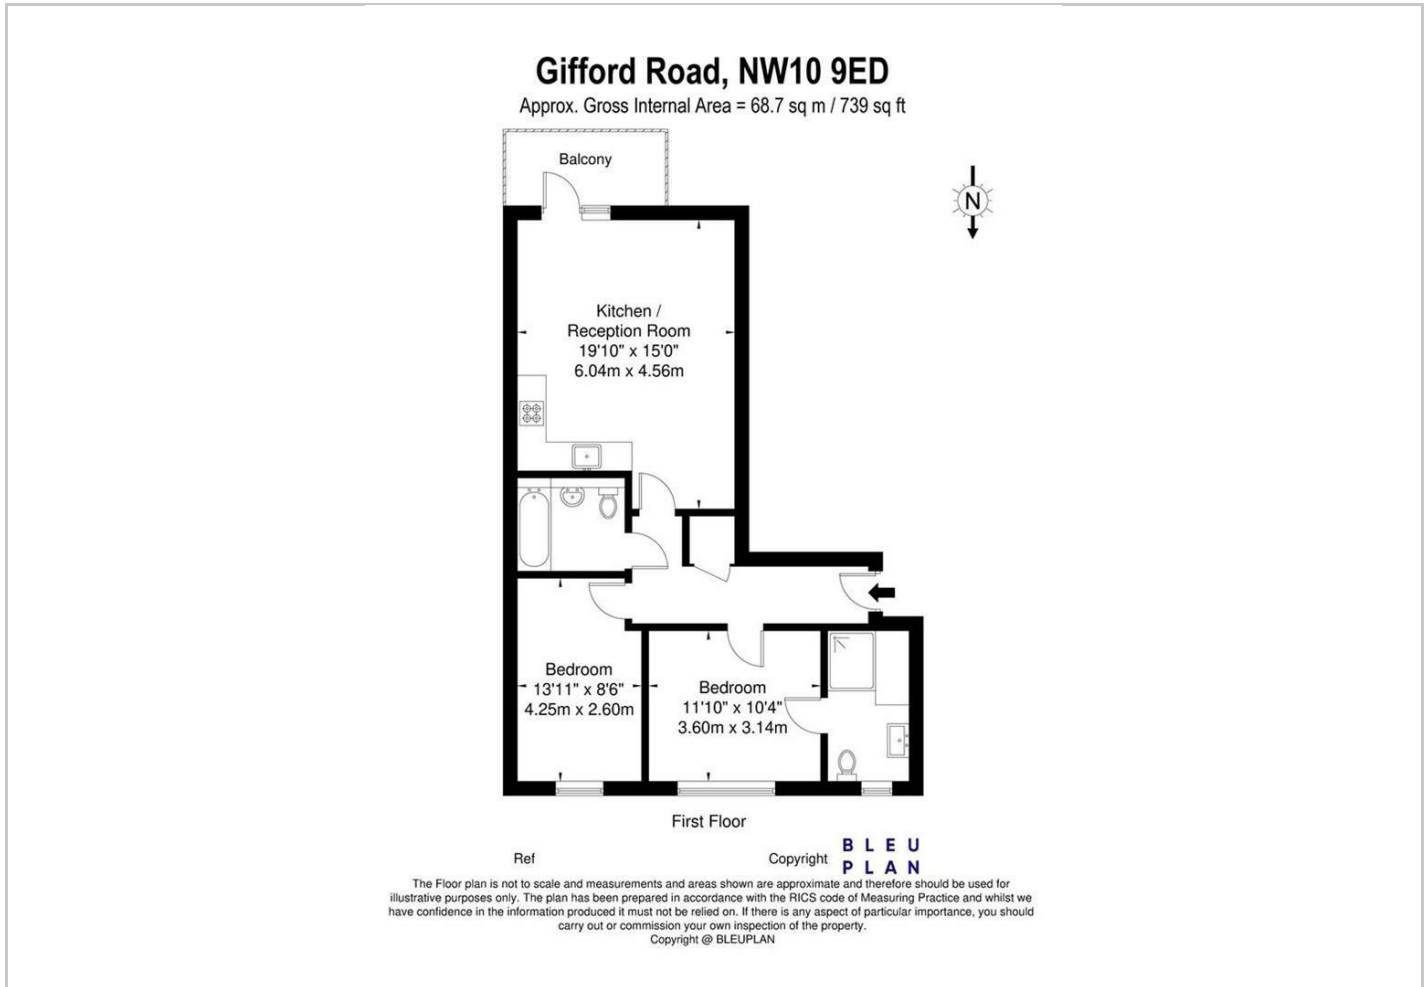 Gifford Road, NW10 9ED
Approx. Gross Internal Area = 68.7 sq m / 739 sq ft
Balcony
N
Kitchen /
Reception Room
19'10" x 15'0"
6.04m x 4.56m
Bedroom
13'11" x 8'6"
4.25m x 2.60m
Bedroom
11'10" x 10'4"
3.60m x 3.14m
First Floor
Ref
Copyright
BLEU
PLAN
The Floor plan is not to scale and measurements and areas shown are approximate and therefore should be used for
illustrative purposes only. The plan has been prepared in accordance with the RICS code of Measuring Practice and whilst we
have confidence in the information produced it must not be relied on. If there is any aspect of particular importance, you should
carry out or commission your own inspection of the property.
Copyright @ BLEUPLAN